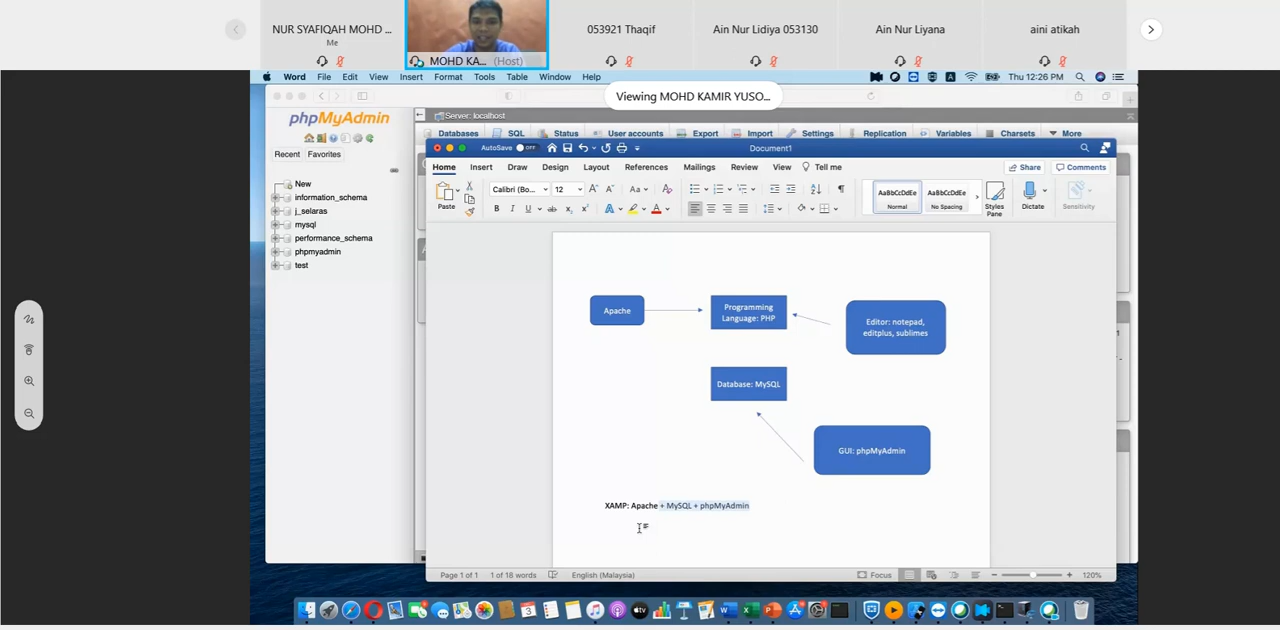 NUR SYAFIQAH MOHD ...
Me
MOHD KA... (Host)
053921 Thaqif
Ain Nur Lidiya 053130
Ain Nur Liyana
aini atikah
Word File Edit View Insert Format Tools Table Window Help
Thu 12:26 PM
Viewing MOHD KAMIR YUSO...
phpMyAdmin
Recent Favorites
New
information_schema
j_selaras
mysql
performance_schema
phpmyadmin
test
Server: localhost
Databases SQL Status User accounts Export Import Settings Replication Variables Charsets More
AutoSave OFF
Document1
Home Insert Draw Design Layout References Mailings Review View Tell me
Share Comments
Paste
Calibri (Bo... 12
AaBbCcDdEe
Normal
AaBbCcDdEe
No Spacing
Styles
Pane
Dictate
Sensitivity
Apache
Programming
Language: PHP
Editor: notepad,
editplus, sublimes
Database: MySQL
GUI: phpMyAdmin
XAMP: Apache + MySQL + phpMyAdmin
Page 1 of 1 1 of 18 words English (Malaysia)
Focus
120%